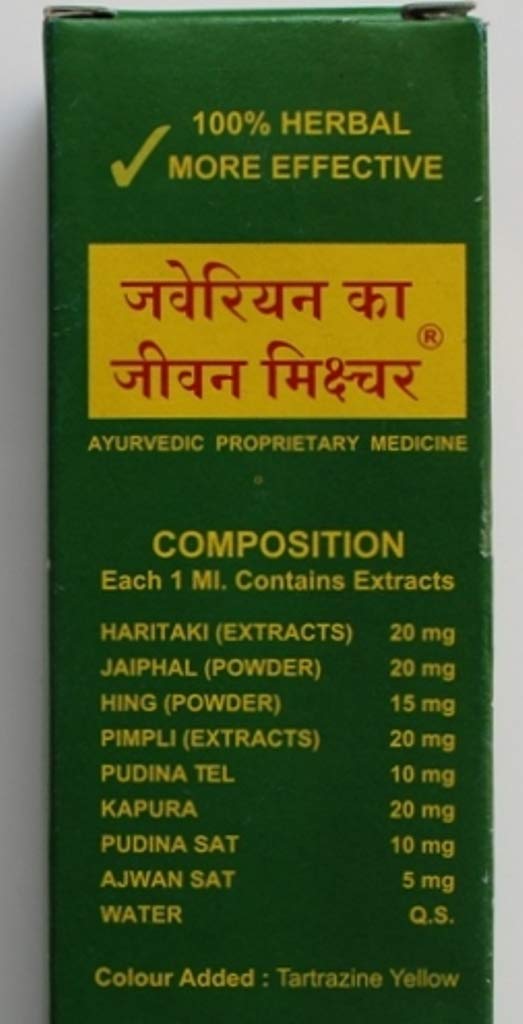 100% HERBAL
MORE EFFECTIVE
जवेरियन का
जीवन मिक्ष्चर ®
AYURVEDIC PROPRIETARY MEDICINE
COMPOSITION
Each 1 Ml. Contains Extracts
HARITAKI (EXTRACTS) 20 mg
JAIPHAL (POWDER) 20 mg
HING (POWDER) 15 mg
PIMPLI (EXTRACTS) 20 mg
PUDINA TEL 10 mg
KAPURA 20 mg
PUDINA SAT 10 mg
AJWAN SAT 5 mg
WATER Q.S.
Colour Added : Tartrazine Yellow